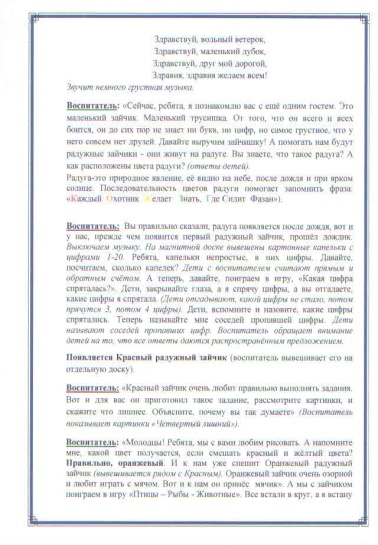 Здравствуй, вольный ветерок,
Здравствуй, маленький дубок,
Здравствуй, друг мой дорогой,
Здравия, здравия желаем всем!
Звучит немного грустная музыка.
Воспитатель: «Сейчас, ребята, я познакомлю вас с ещё одним гостем. Это
маленький зайчик. Маленький трусишка. От того, что он всего и всех
боится, он до сих пор не знает ни букв, ни цифр, но самое грустное, что у
него совсем нет друзей. Давайте выручим зайчишку! А помогать нам будут
радужные зайчики - они живут на радуге. Вы знаете, что такое радуга? А
как расположены цвета радуги? (ответы детей).
Радуга-это природное явление, её видно на небе, после дождя и при ярком
солнце. Последовательность цветов радуги помогает запомнить фраза:
«Каждый Охотник Желает Знать, Где Сидит Фазан»).
Воспитатель: Вы правильно сказали, радуга появляется после дождя, вот и
у нас, прежде чем появится первый радужный зайчик, прошёл дождик.
Выключаем музыку. На магнитной доске вывешены картонные капельки с
цифрами 1-20. Ребята, капельки непростые, в них цифры. Давайте,
посчитаем, сколько капелек? Дети с воспитателем считают прямым и
обратным счётом. А теперь, давайте, поиграем в игру, «Какая цифра
спряталась?». Дети, закрывайте глаза, а я спрячу цифры, а вы отгадаете,
какие цифры я спрятала. (Дети отгадывают, какой цифры не стало, потом
прячутся 3, потом 4 цифры). Дети, вспомните и назовите, какие цифры
спрятались. Теперь называйте мне соседей пропавшей цифры. Дети
называют соседей пропавших цифр. Воспитатель обращает внимание
детей на то, что все ответы даются распространённым предложением.
Появляется Красный радужный зайчик (воспитатель вывешивает его на
отдельную доску).
Воспитатель: «Красный зайчик очень любит правильно выполнять задания.
Вот и для вас он приготовил такое задание, рассмотрите картинки, и
скажите что лишнее. Объясните, почему вы так думаете» (Воспитатель
показывает картинки «Четвертый лишний»).
Воспитатель: «Молодцы! Ребята, мы с вами любим рисовать. А напомните
мне, какой цвет получается, если смешать красный и жёлтый цвета?
Правильно, оранжевый. И к нам уже спешит Оранжевый радужный
зайчик (вывешивается рядом с Красным). Оранжевый зайчик очень озорной
и любит играть с мячом. Вот и к нам он принёс мячик». А мы с зайчиком
поиграем в игру «Птицы – Рыбы - Животные». Все встали в круг, а я встану